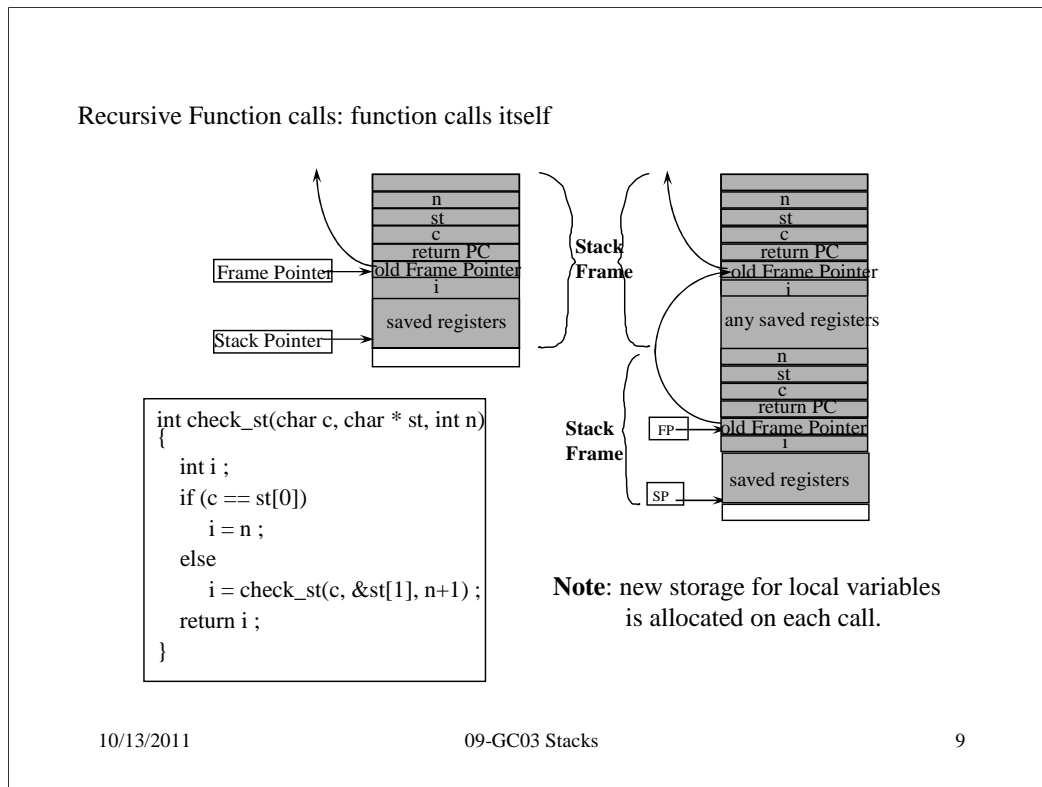 Recursive Function calls: function calls itself
n
st
c
return PC
Frame Pointer
old Frame Pointer
i
saved registers
Stack Pointer
Stack
Frame
n
st
c
return PC
old Frame Pointer
i
any saved registers
n
st
c
return PC
Stack
Frame
FP
old Frame Pointer
i
saved registers
SP
int check_st(char c, char * st, int n)
{
int i ;
if (c == st[0])
i = n ;
else
i = check_st(c, &st[1], n+1) ;
return i ;
}
Note: new storage for local variables
is allocated on each call.
10/13/2011
09-GC03 Stacks
9